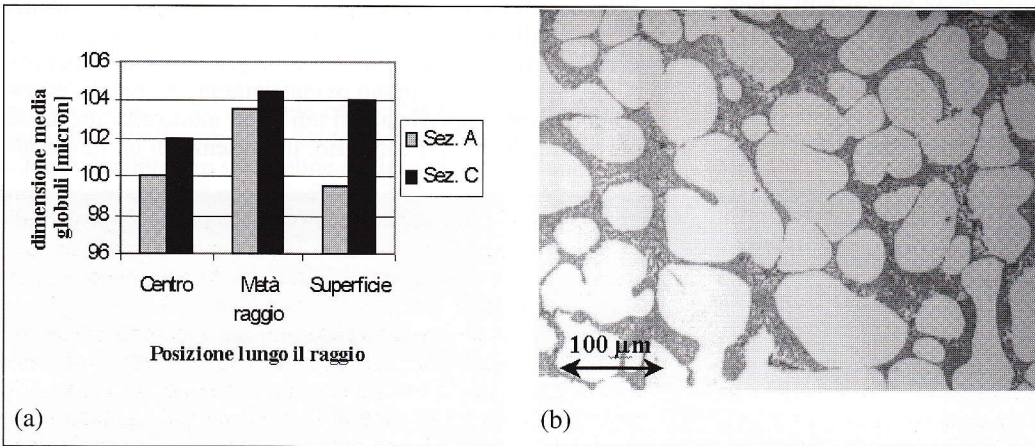 106
104
102
100
98
96
dimensione media
globuli [micron]
Sez. A
Sez. C
Centro
Metà
raggio
Superficie
Posizione lungo il raggio
100 µm
(a)
(b)